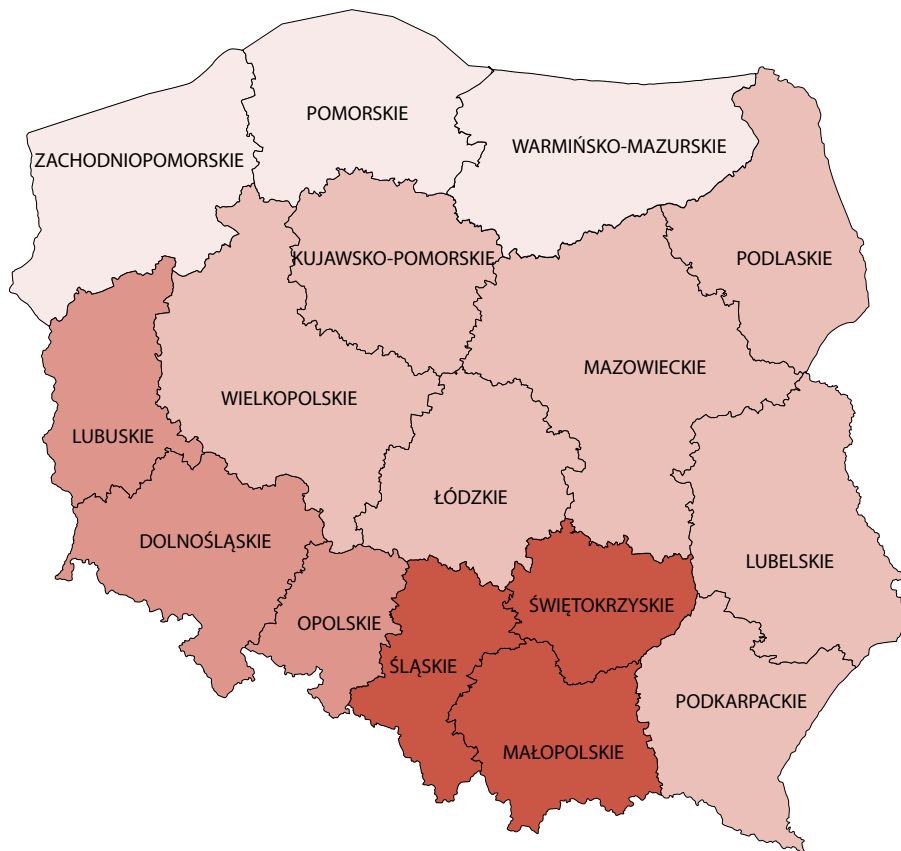 POMORSKIE
WARMIŃSKO-MAZURSKIE
ZACHODNIOPOMORSKIE
KUJAWSKO-POMORSKIE
PODLASKIE
MAZOWIECKIE
WIELKOPOLSKIE
LUBUSKIE
ŁÓDZKIE
DOLNOŚLĄSKIE
LUBELSKIE
ŚWIĘTOKRZYSKIE
OPOLSKIE
ŚLĄSKIE
PODKARPACKIE
MAŁOPOLSKIE